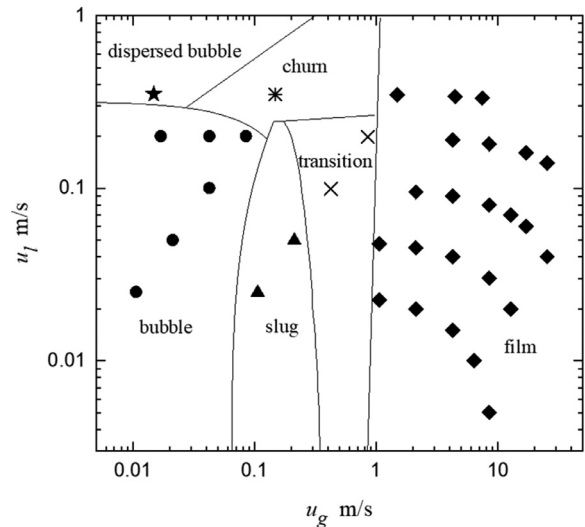 1
dispersed bubble
churn
transition
0.1
u_l m/s
bubble
slug
film
0.01
0.01
0.1
1
10
u_g m/s